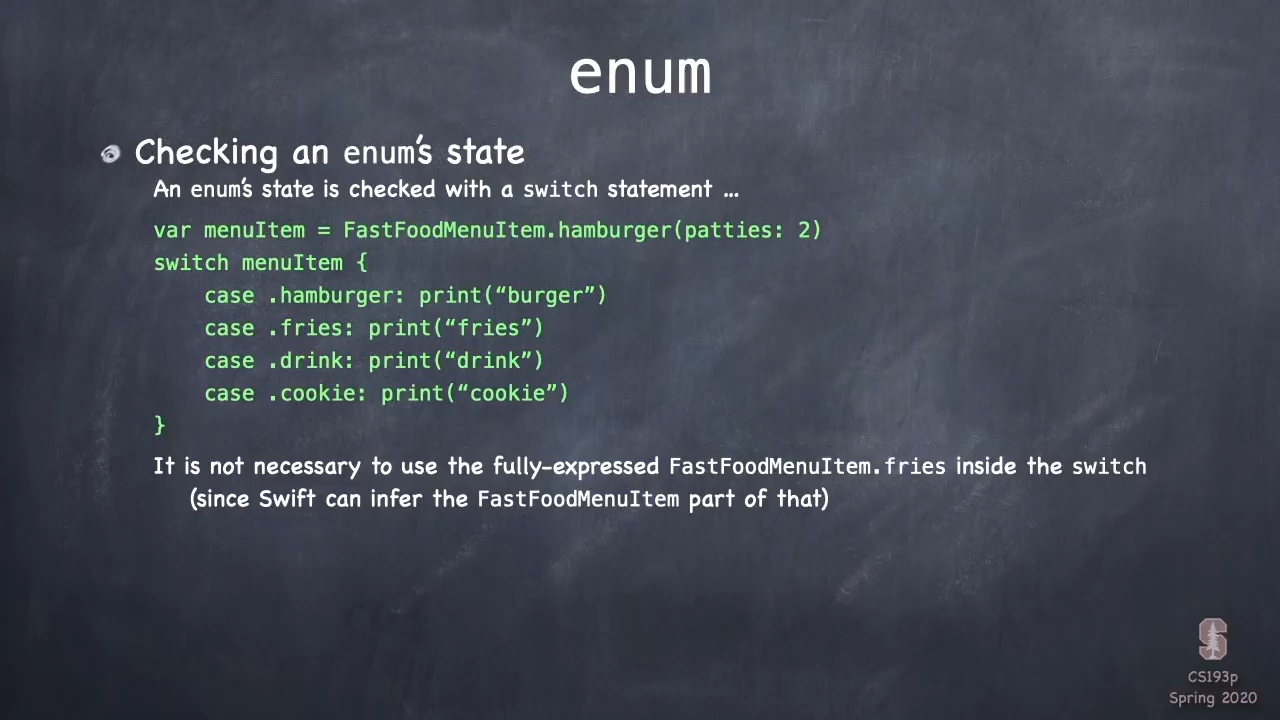 enum
Checking an enum's state
An enum's state is checked with a switch statement …
var menuItem = FastFoodMenuItem.hamburger(patties: 2)
switch menuItem {
    case .hamburger: print(“burger”)
    case .fries: print(“fries”)
    case .drink: print(“drink”)
    case .cookie: print(“cookie”)
}
It is not necessary to use the fully-expressed FastFoodMenuItem.fries inside the switch
(since Swift can infer the FastFoodMenuItem part of that)
S
CS193p
Spring 2020